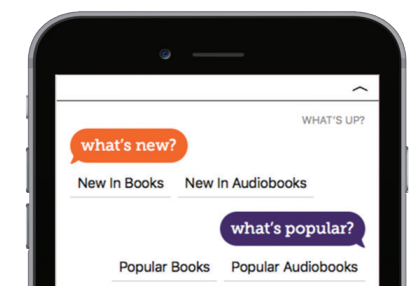 WHAT'S UP?
what's new?
New In Books New In Audiobooks
what's popular?
Popular Books Popular Audiobooks